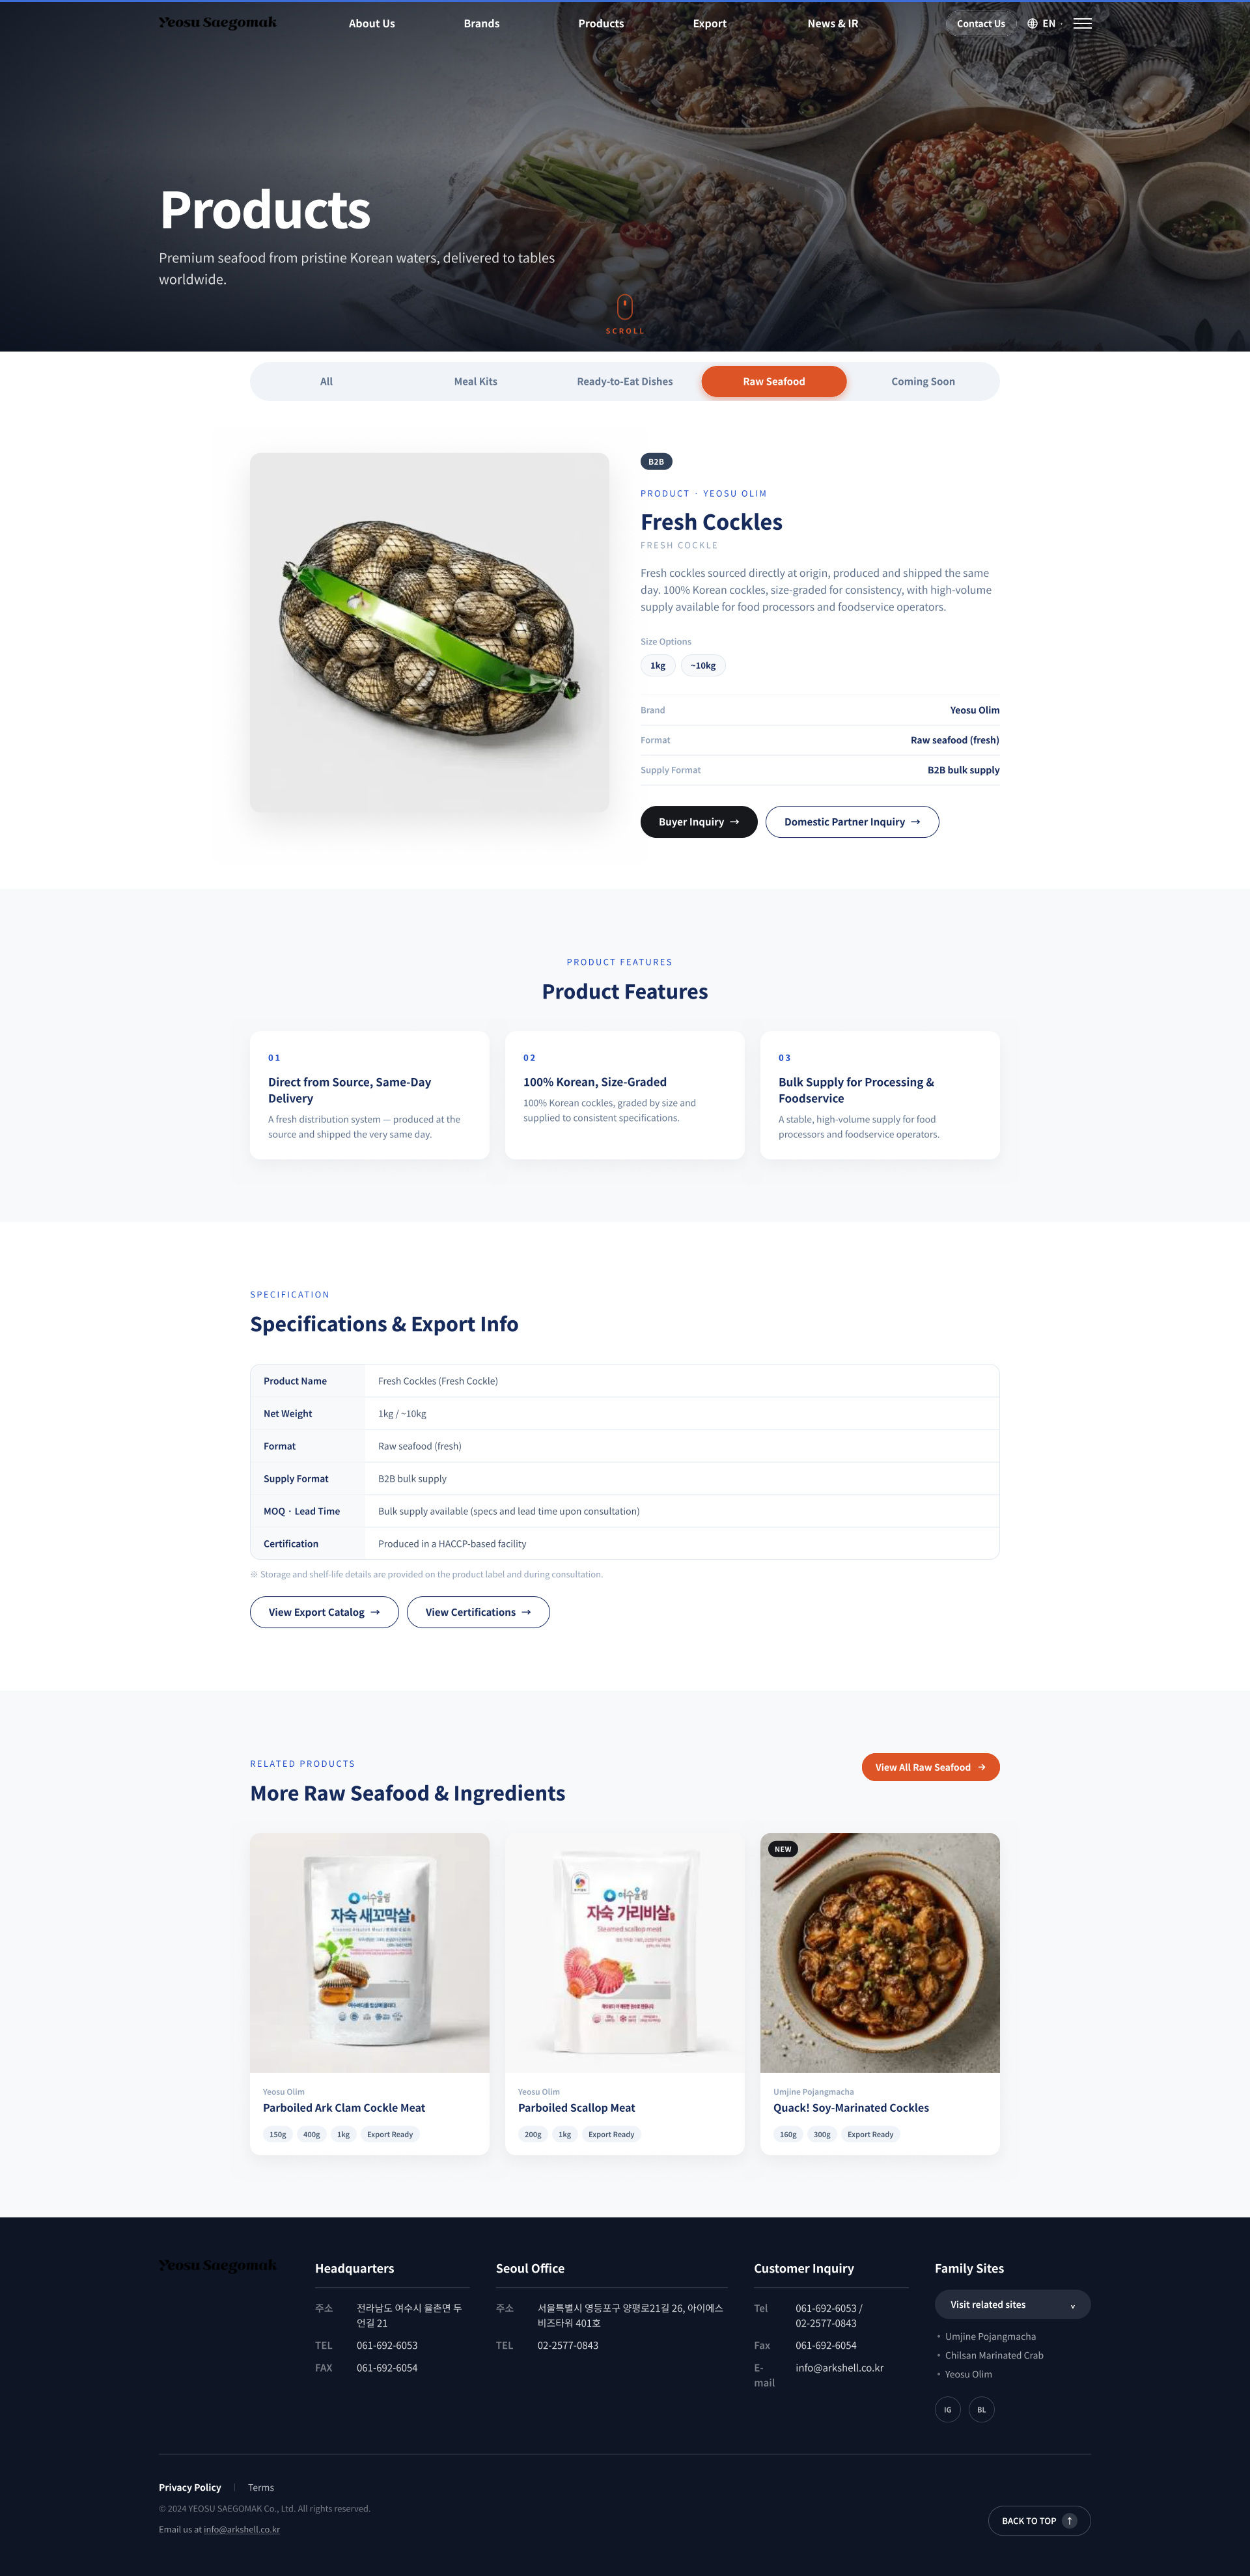 Yeosu Saegomak
About Us
Brands
Products
Export
News & IR
Contact Us
EN
Products
Premium seafood from pristine Korean waters, delivered to tables
worldwide.
SCROLL
All
Meal Kits
Ready-to-Eat Dishes
Raw Seafood
Coming Soon
B2B
PRODUCT · YEOSU OLIM
Fresh Cockles
FRESH COCKLE
Fresh cockles sourced directly at origin, produced and shipped the same
day. 100% Korean cockles, size-graded for consistency, with high-volume
supply available for food processors and foodservice operators.
Size Options
1kg
~10kg
Brand
Yeosu Olim
Format
Raw seafood (fresh)
Supply Format
B2B bulk supply
Buyer Inquiry →
Domestic Partner Inquiry →
PRODUCT FEATURES
Product Features
01
Direct from Source, Same-Day
Delivery
A fresh distribution system — produced at the
source and shipped the very same day.
02
100% Korean, Size-Graded
100% Korean cockles, graded by size and
supplied to consistent specifications.
03
Bulk Supply for Processing &
Foodservice
A stable, high-volume supply for food
processors and foodservice operators.
SPECIFICATION
Specifications & Export Info
Product Name
Fresh Cockles (Fresh Cockle)
Net Weight
1kg / ~10kg
Format
Raw seafood (fresh)
Supply Format
B2B bulk supply
MOQ · Lead Time
Bulk supply available (specs and lead time upon consultation)
Certification
Produced in a HACCP-based facility
※ Storage and shelf-life details are provided on the product label and during consultation.
View Export Catalog →
View Certifications →
RELATED PRODUCTS
More Raw Seafood & Ingredients
View All Raw Seafood →
여수올림
자숙 새꼬막살
여수올림
자숙 가리비살
Steamed scallop meat
NEW
Yeosu Olim
Parboiled Ark Clam Cockle Meat
150g
400g
1kg
Export Ready
Yeosu Olim
Parboiled Scallop Meat
200g
1kg
Export Ready
Umjine Pojangmacha
Quack! Soy-Marinated Cockles
160g
300g
Export Ready
Yeosu Saegomak
Headquarters
주소
전라남도 여수시 율촌면 두
언길 21
TEL
061-692-6053
FAX
061-692-6054
Seoul Office
주소
서울특별시 영등포구 양평로21길 26, 아이에스
비즈타워 401호
TEL
02-2577-0843
Customer Inquiry
Tel
061-692-6053 /
02-2577-0843
Fax
061-692-6054
E-
mail
info@arkshell.co.kr
Family Sites
Visit related sites
• Umjine Pojangmacha
• Chilsan Marinated Crab
• Yeosu Olim
IG
BL
Privacy Policy
Terms
© 2024 YEOSU SAEGOMAK Co., Ltd. All rights reserved.
Email us at info@arkshell.co.kr
BACK TO TOP ↑